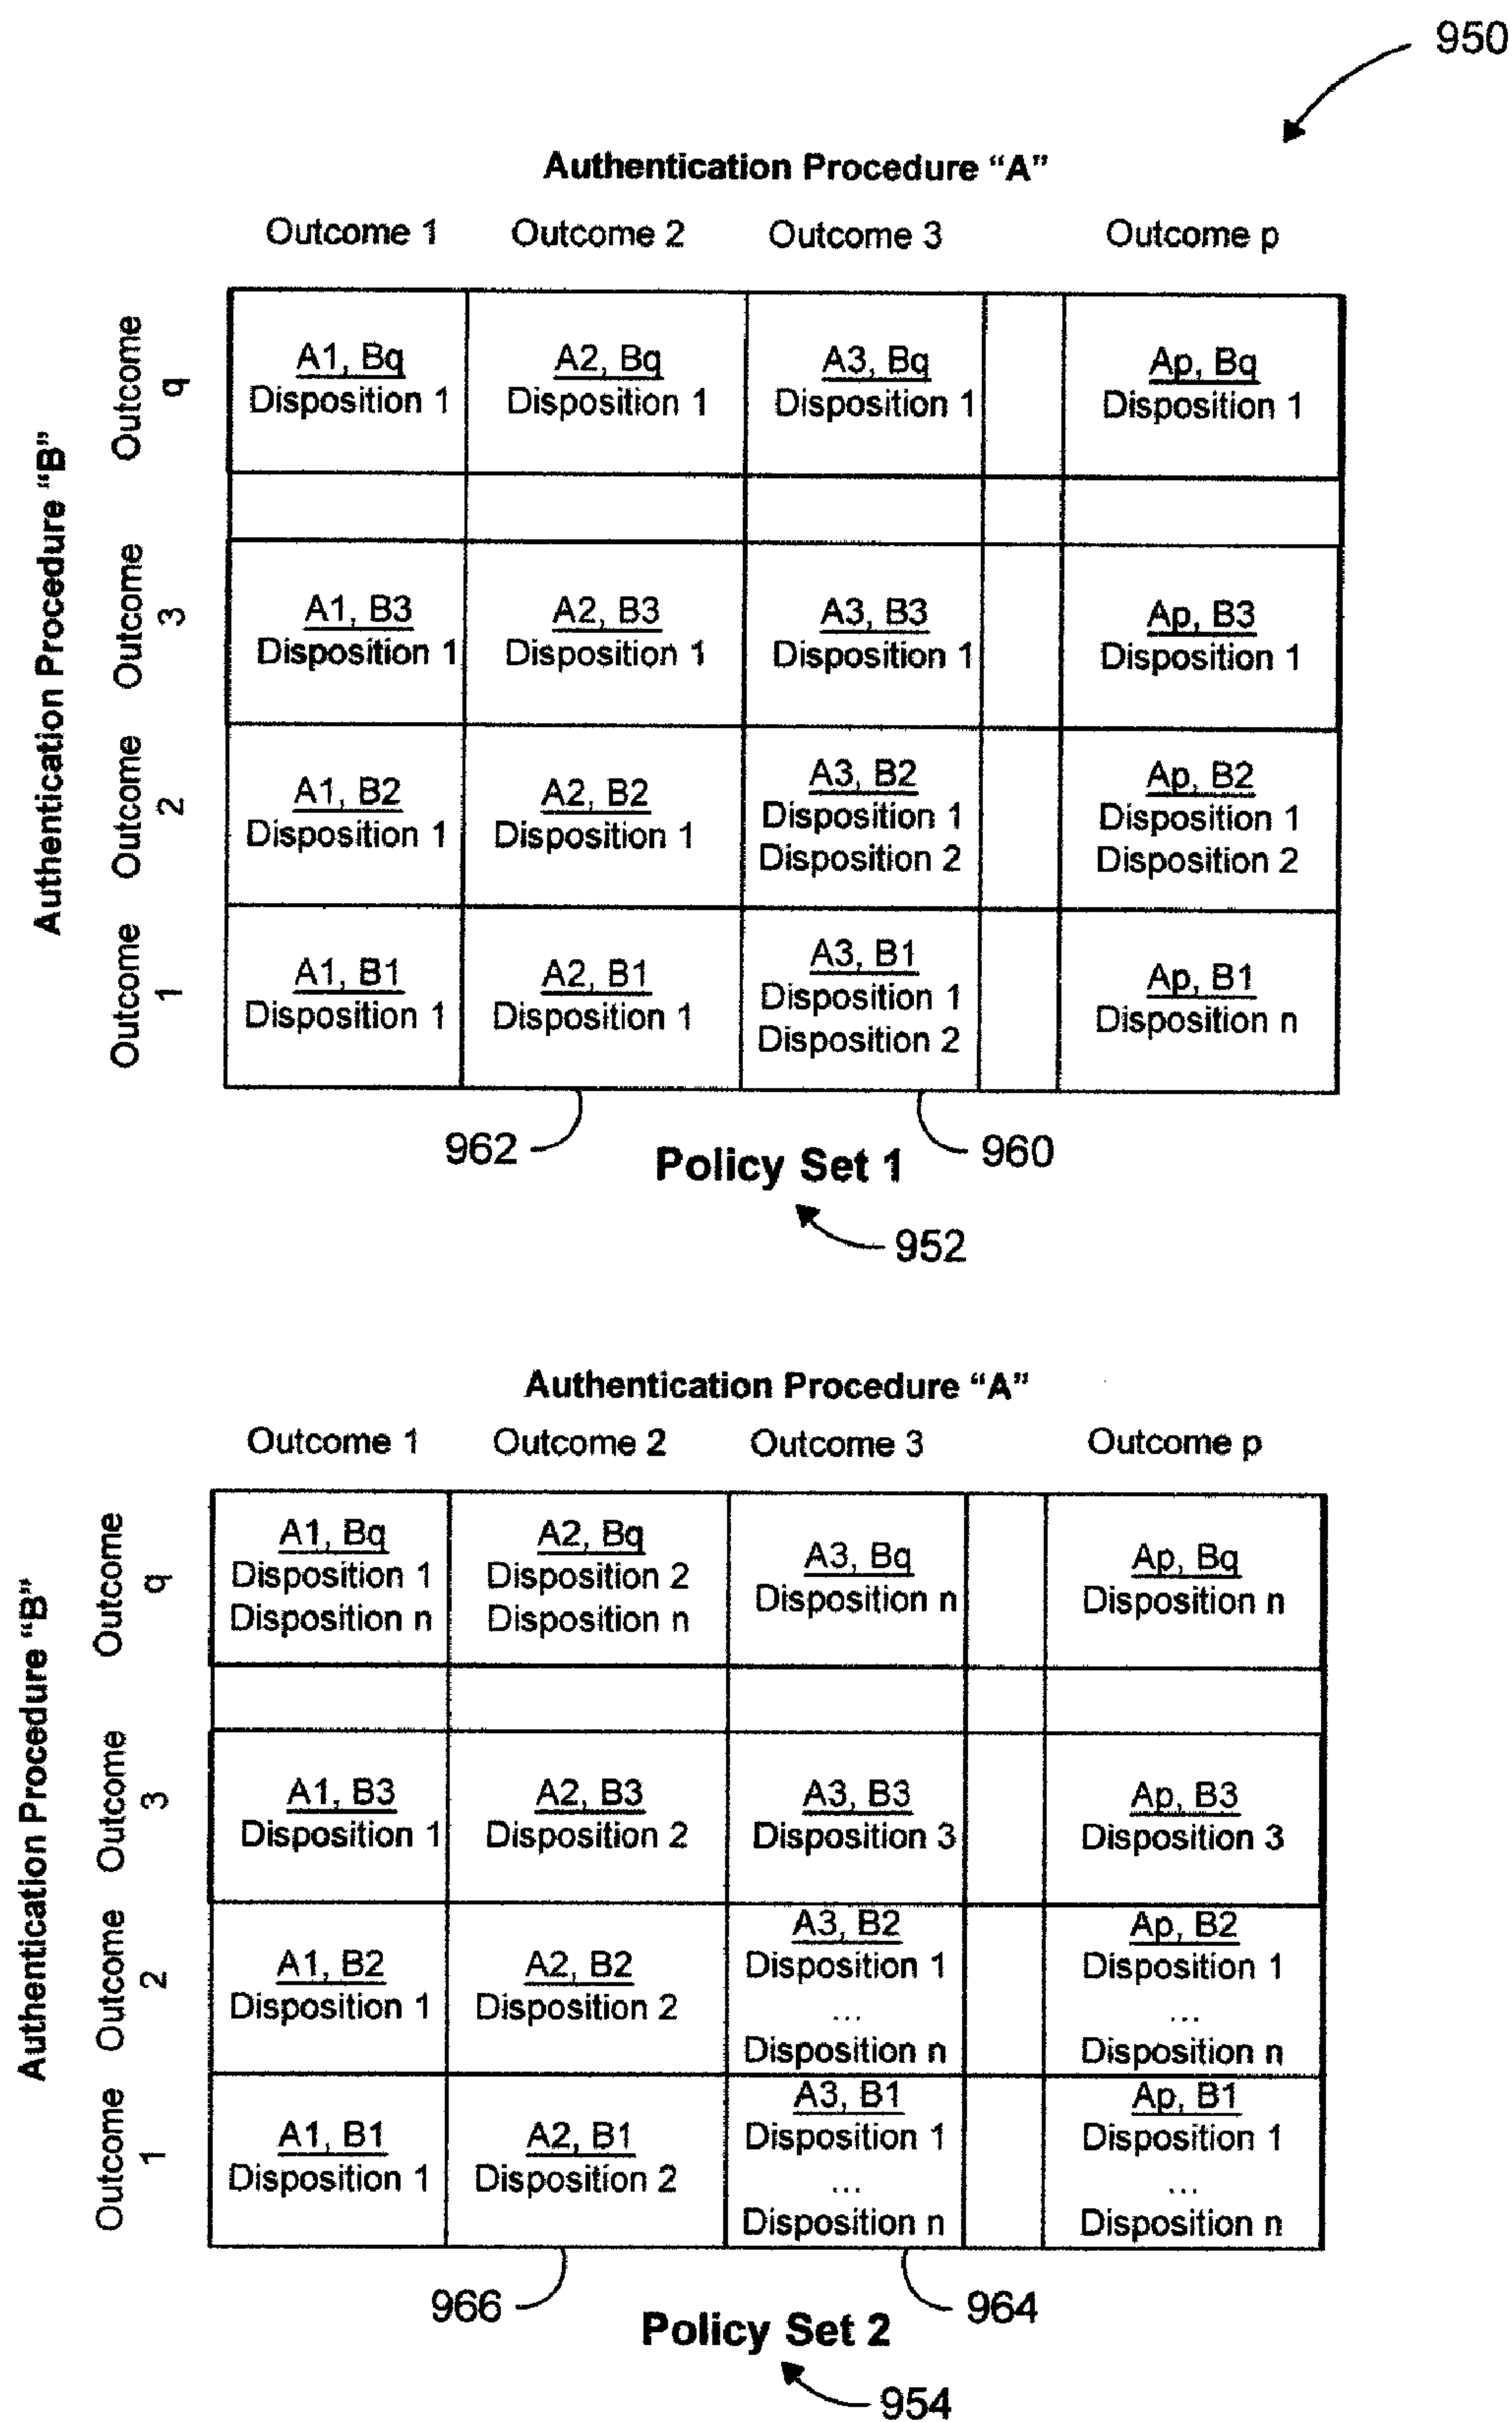 950
Authentication Procedure “A”
Outcome 1 Outcome 2 Outcome 3 Outcome p
Authentication Procedure “B”
Outcome q
A1, Bq
Disposition 1
A2, Bq
Disposition 1
A3, Bq
Disposition 1
Ap, Bq
Disposition 1
Outcome 3
A1, B3
Disposition 1
A2, B3
Disposition 1
A3, B3
Disposition 1
Ap, B3
Disposition 1
Outcome 2
A1, B2
Disposition 1
A2, B2
Disposition 1
A3, B2
Disposition 1
Disposition 2
Ap, B2
Disposition 1
Disposition 2
Outcome 1
A1, B1
Disposition 1
A2, B1
Disposition 1
A3, B1
Disposition 1
Disposition 2
Ap, B1
Disposition n
962
960
Policy Set 1
952
Authentication Procedure “A”
Outcome 1 Outcome 2 Outcome 3 Outcome p
Authentication Procedure “B”
Outcome q
A1, Bq
Disposition 1
Disposition n
A2, Bq
Disposition 2
Disposition n
A3, Bq
Disposition n
Ap, Bq
Disposition n
Outcome 3
A1, B3
Disposition 1
A2, B3
Disposition 2
A3, B3
Disposition 3
Ap, B3
Disposition 3
Outcome 2
A1, B2
Disposition 1
A2, B2
Disposition 2
A3, B2
Disposition 1
...
Disposition n
Ap, B2
Disposition 1
...
Disposition n
Outcome 1
A1, B1
Disposition 1
A2, B1
Disposition 2
A3, B1
Disposition 1
...
Disposition n
Ap, B1
Disposition 1
...
Disposition n
966
964
Policy Set 2
954